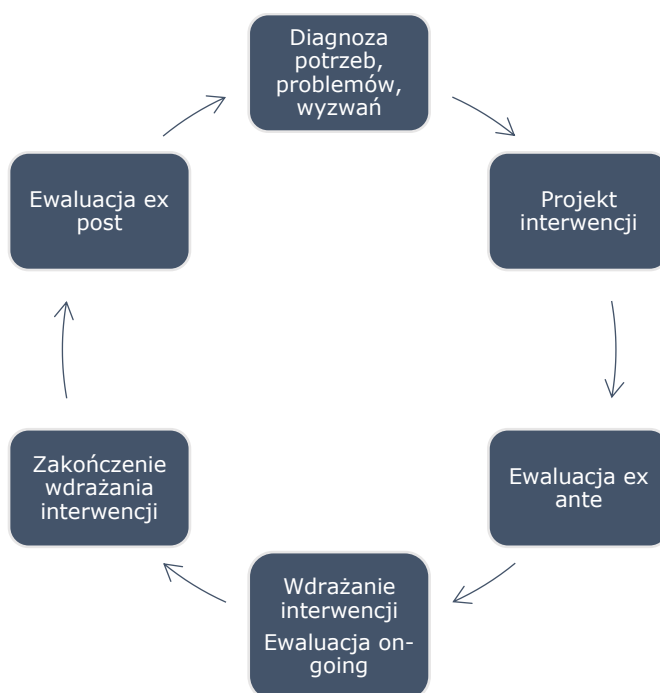 Diagnoza
potrzeb,
problemów,
wyzwań
Projekt
interwencji
Ewaluacja ex
ante
Wdrażanie
interwencji
Ewaluacja on-
going
Zakończenie
wdrażania
interwencji
Ewaluacja ex
post